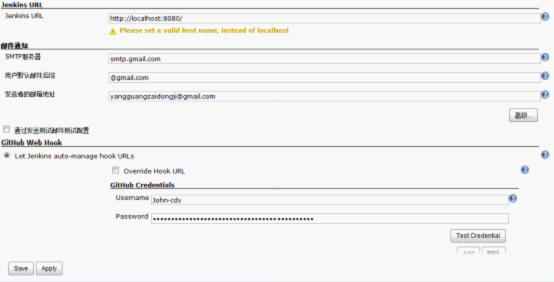 Jenkins URL
Jenkins URL
http://localhost:8080/
Please set a valid host name, instead of localhost
邮件通知
SMTP服务器
smtp.gmail.com
用户默认邮件后缀
@gmail.com
发送者的邮箱地址
yangguangzaidongji@gmail.com
高级...
通过发送测试邮件测试配置
GitHub Web Hook
Let Jenkins auto-manage hook URLs
Override Hook URL
GitHub Credentials
Username
John-cdy
Password
Test Credential
Save
Apply